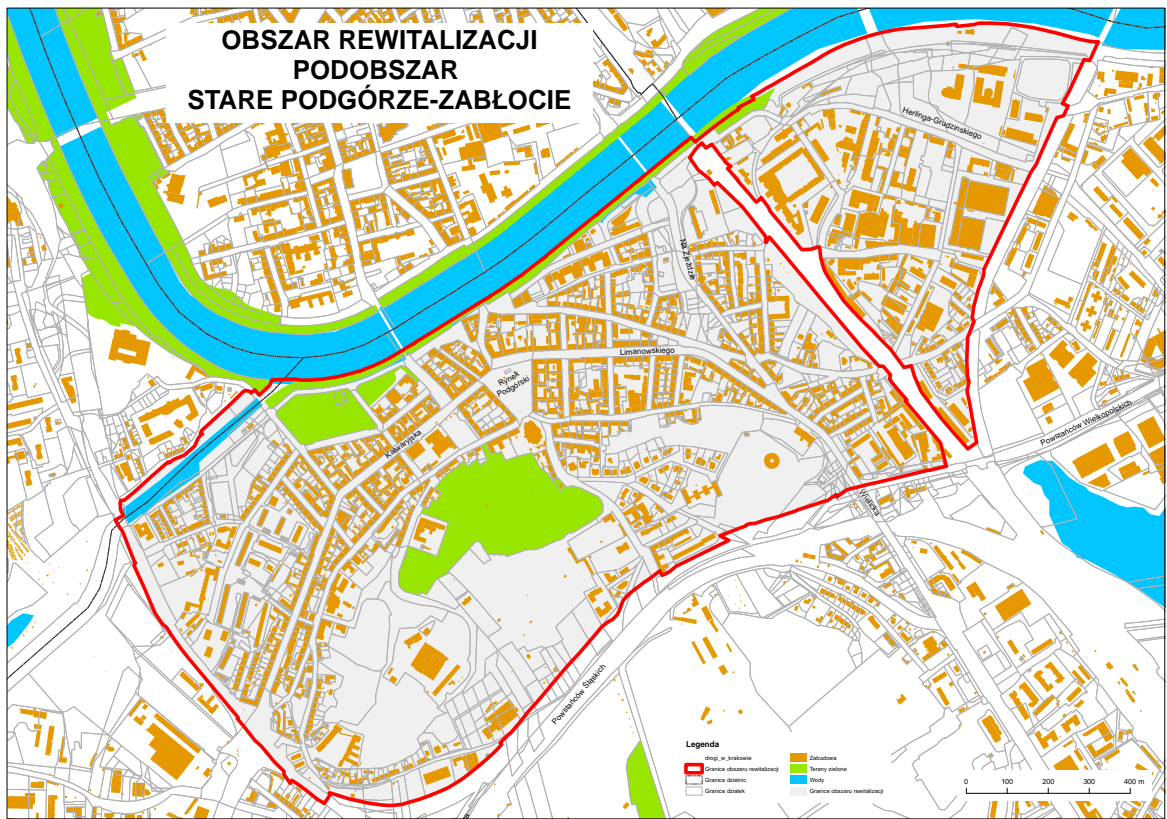 OBSZAR REWITALIZACJI
PODOBSZAR
STARE PODGÓRZE-ZABŁOCIE
Herlinga-Grudzinskiego
Na Zjeździe
Limanowskiego
Rynek
Podgórski
Kalwaryjska
Powstańców Wielkopolskich
Wielicka
Powstańców Śląskich
Legenda
drogi_w_krakowie
Granice obszaru rewitalizacji
Granice dzielnic
Granice działek
Zabudowa
Tereny zielone
Wody
Granice obszaru rewitalizacji
0 100 200 300 400 m